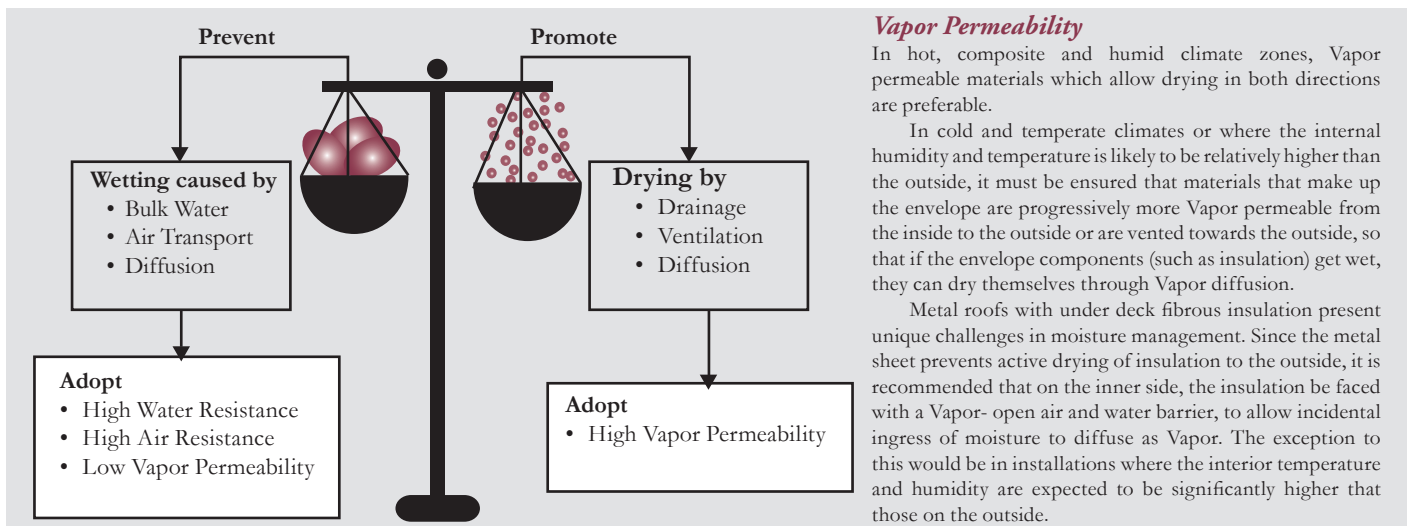 Prevent
Promote
Wetting caused by
• Bulk Water
• Air Transport
• Diffusion
Drying by
• Drainage
• Ventilation
• Diffusion
Adopt
• High Water Resistance
• High Air Resistance
• Low Vapor Permeability
Adopt
• High Vapor Permeability
Vapor Permeability
In hot, composite and humid climate zones, Vapor
permeable materials which allow drying in both directions
are preferable.
In cold and temperate climates or where the internal
humidity and temperature is likely to be relatively higher than
the outside, it must be ensured that materials that make up
the envelope are progressively more Vapor permeable from
the inside to the outside or are vented towards the outside, so
that if the envelope components (such as insulation) get wet,
they can dry themselves through Vapor diffusion.
Metal roofs with under deck fibrous insulation present
unique challenges in moisture management. Since the metal
sheet prevents active drying of insulation to the outside, it is
recommended that on the inner side, the insulation be faced
with a Vapor- open air and water barrier, to allow incidental
ingress of moisture to diffuse as Vapor. The exception to
this would be in installations where the interior temperature
and humidity are expected to be significantly higher that
those on the outside.